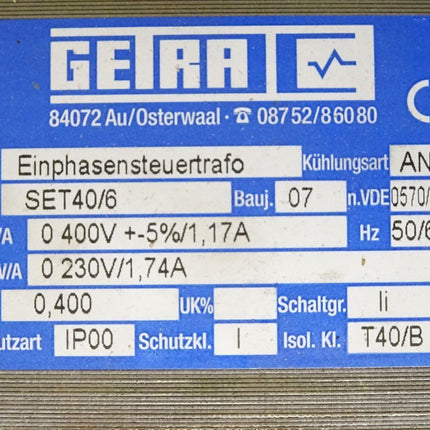 GETRA
84072 Au/Osterwaal · ☎ 08752/86080
Einphasensteuertrafo Kühlungsart AN
SET40/6 Bauj. 07 n.VDE 0570/
/A 0 400V +-5%/1,17A Hz 50/6
V/A 0 230V/1,74A
0,400 UK% Schaltgr. Ii
utzart IP00 Schutzkl. I Isol. Kl. T40/B